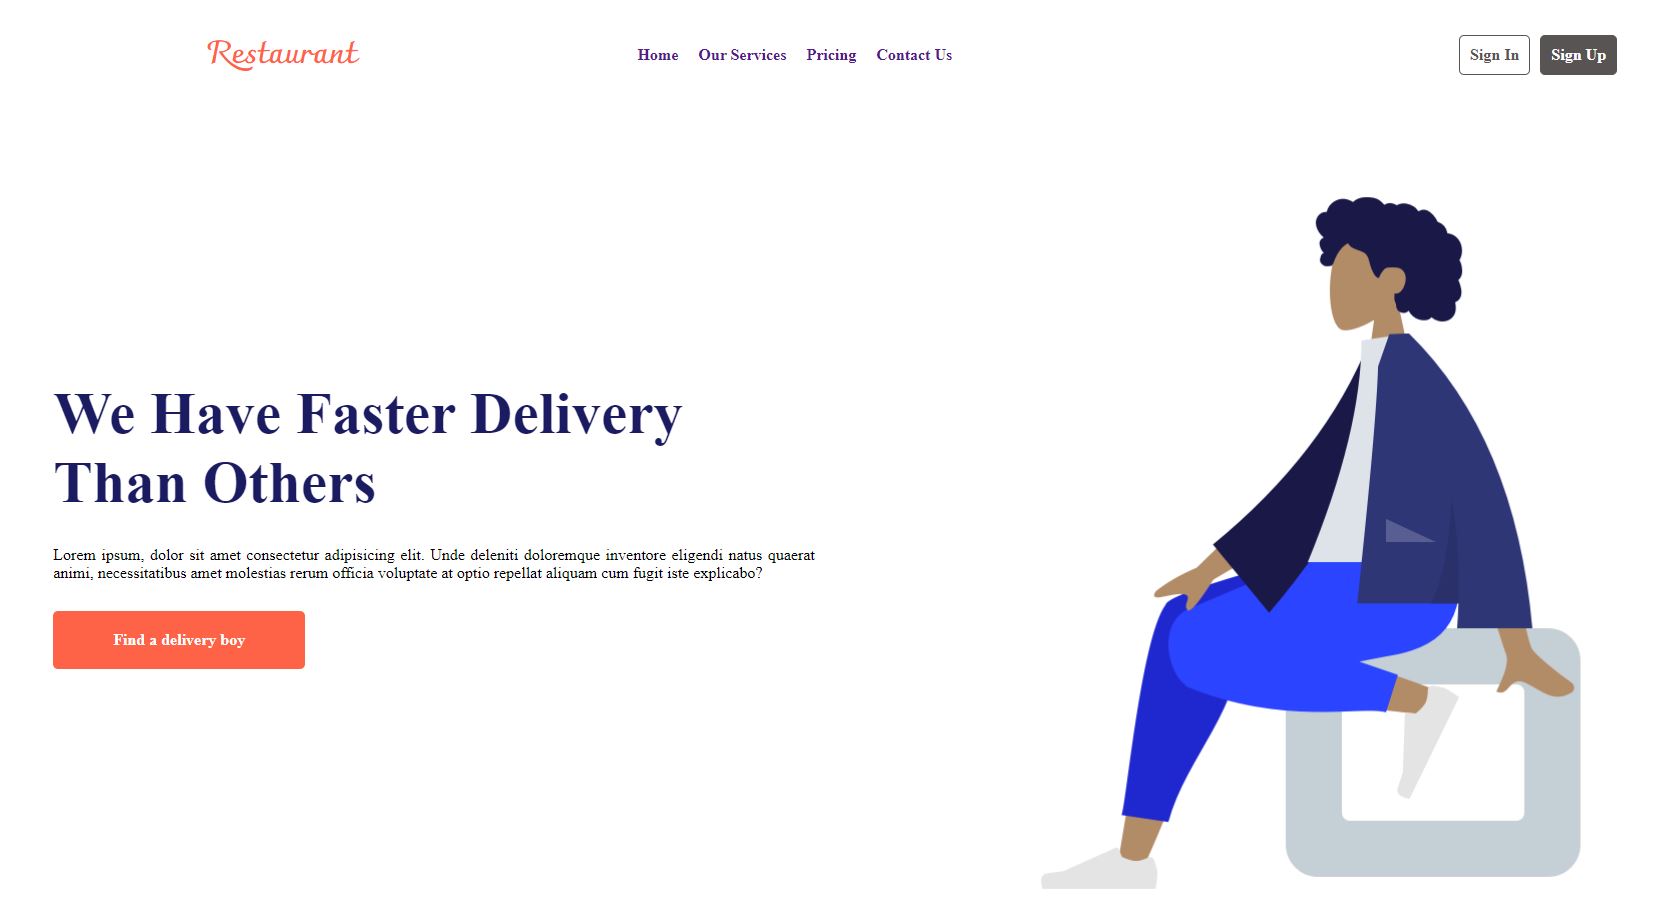 Restaurant
Home Our Services Pricing Contact Us
Sign In Sign Up
We Have Faster Delivery
Than Others
Lorem ipsum, dolor sit amet consectetur adipisicing elit. Unde deleniti doloremque inventore eligendi natus quaerat
animi, necessitatibus amet molestias rerum officia voluptate at optio repellat aliquam cum fugit iste explicabo?
Find a delivery boy